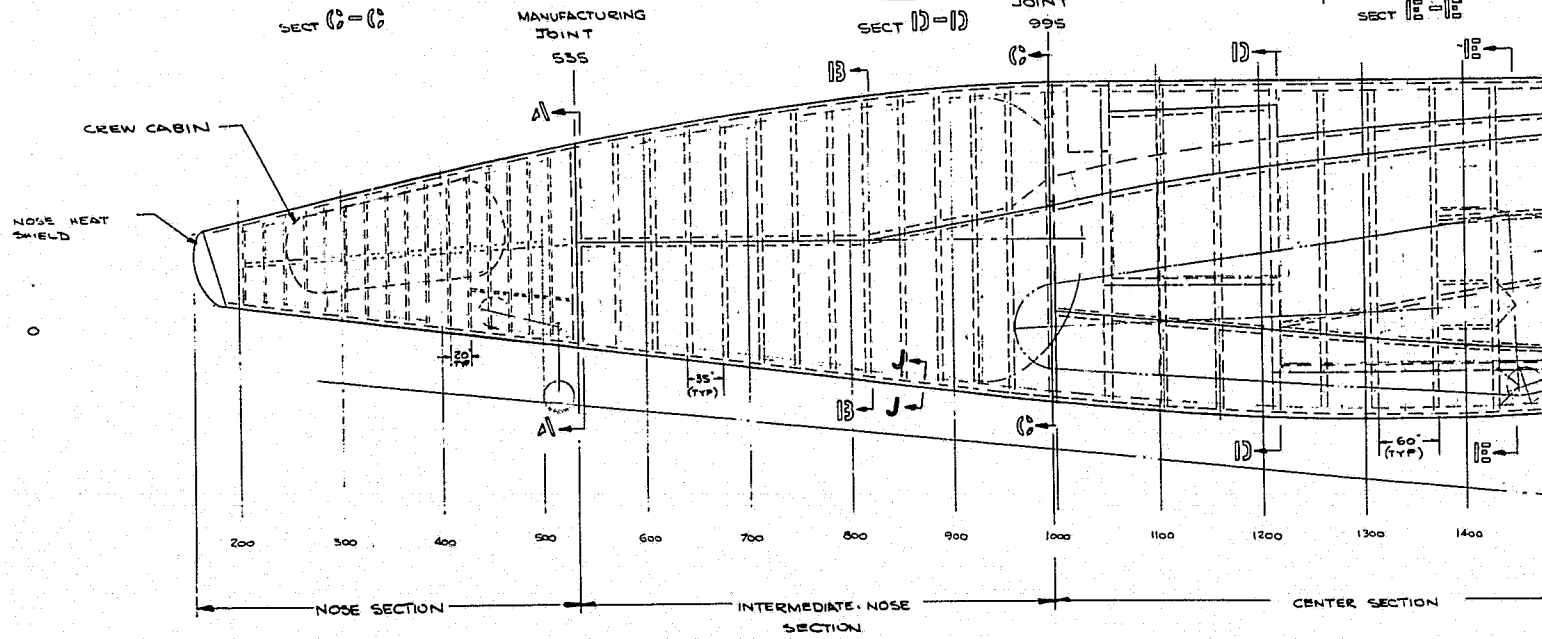 SECT C-C
MANUFACTURING
JOINT
535
SECT D-D
JOINT
995
SECT E-E
B
C
D
E
A
CREW CABIN
NOSE HEAT
SHIELD
20
TYP
35"
(TYP)
J
B
J
A
C
D
60"
(TYP)
E
200 300 400 500 600 700 800 900 1000 1100 1200 1300 1400
NOSE SECTION
INTERMEDIATE-NOSE
SECTION
CENTER SECTION